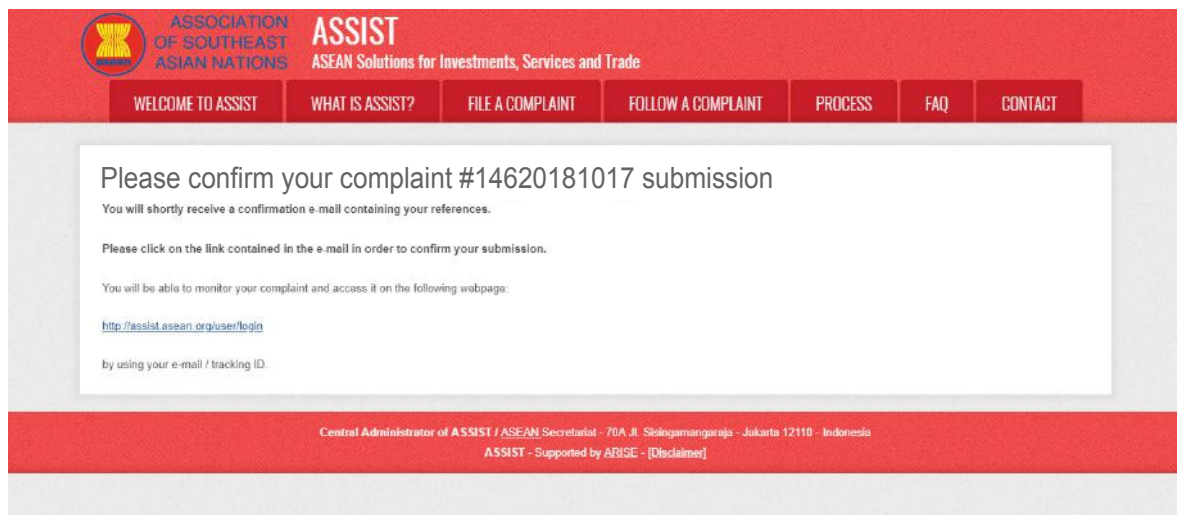 ASSOCIATION
OF SOUTHEAST
ASIAN NATIONS
ASSIST
ASEAN Solutions for Investments, Services and Trade
WELCOME TO ASSIST WHAT IS ASSIST? FILE A COMPLAINT FOLLOW A COMPLAINT PROCESS FAQ CONTACT
Please confirm your complaint #14620181017 submission
You will shortly receive a confirmation e-mail containing your references.
Please click on the link contained in the e-mail in order to confirm your submission.
You will be able to monitor your complaint and access it on the following webpage:
http://assist.asean.org/user/login
by using your e-mail / tracking ID.
Central Administrator of ASSIST / ASEAN Secretariat - 70A Jl. Sisingamangaraja - Jakarta 12110 - Indonesia
ASSIST - Supported by ARISE - [Disclaimer]